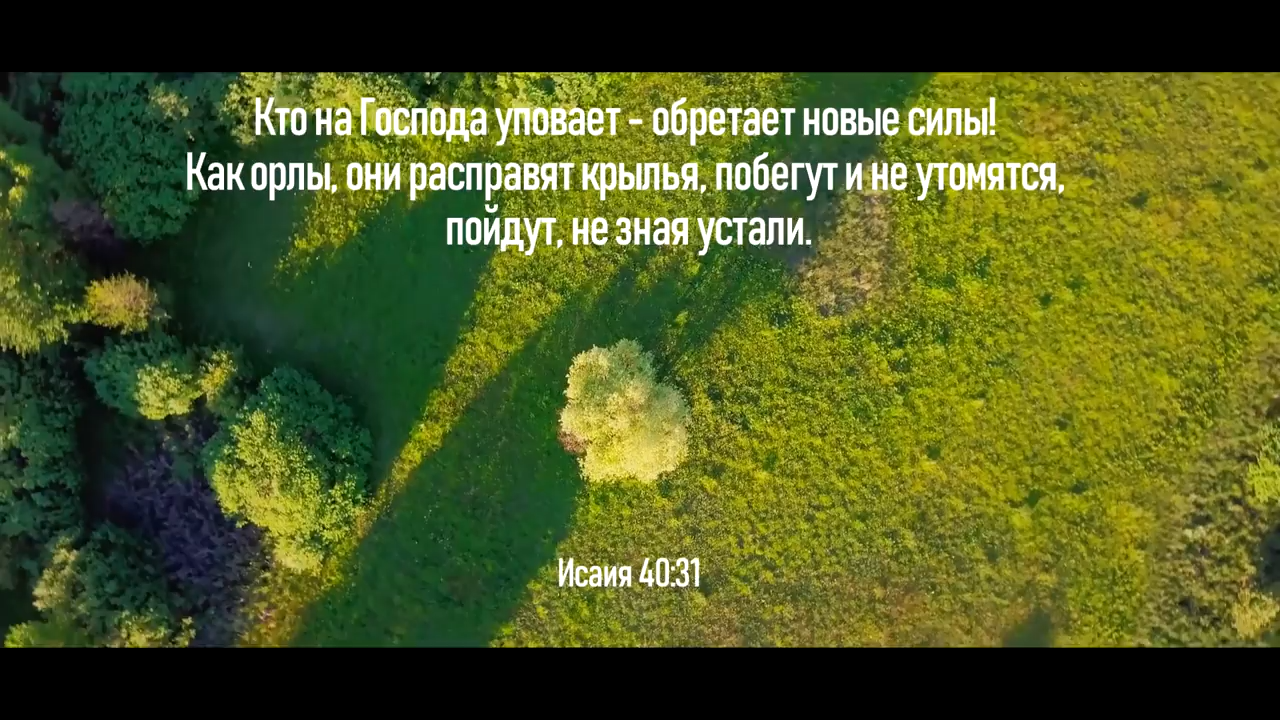 Кто на Господа уповает - обретает новые силы!
Как орлы, они расправят крылья, побегут и не утомятся,
пойдут, не зная устали.
Исаия 40:31